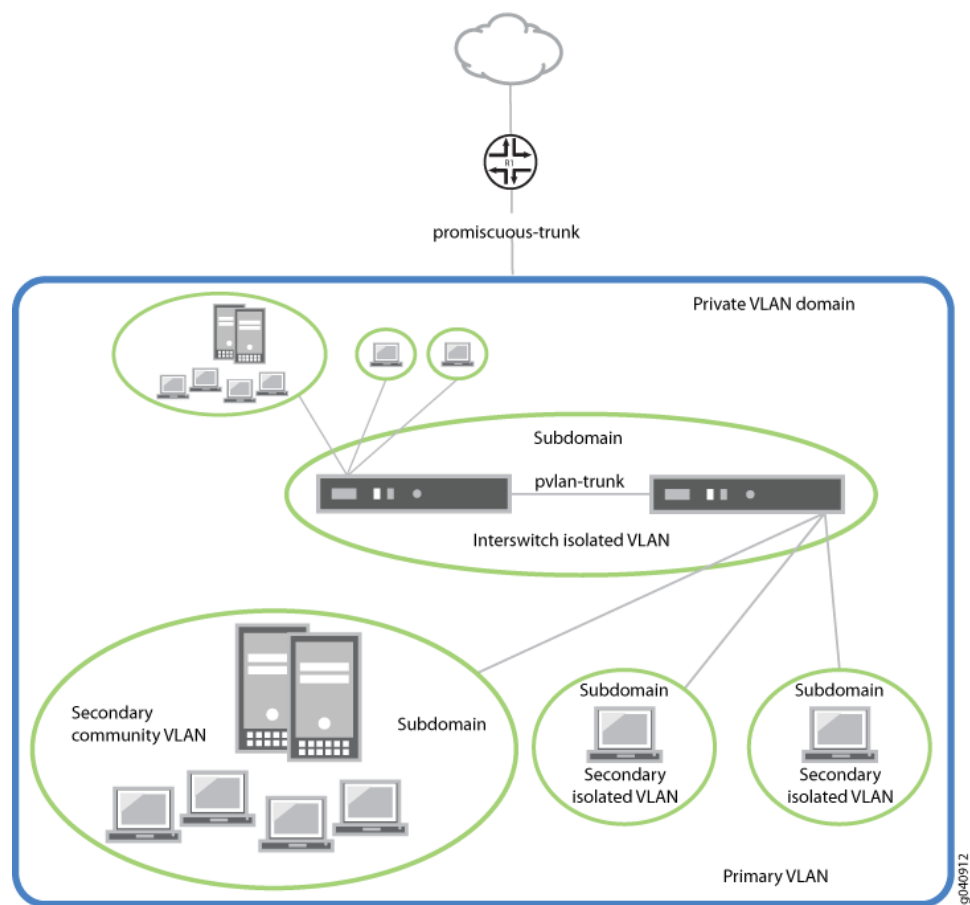 R1
promiscuous-trunk
Private VLAN domain
Subdomain
pvlan-trunk
Interswitch isolated VLAN
Secondary
community VLAN
Subdomain
Subdomain
Secondary
isolated VLAN
Subdomain
Secondary
isolated VLAN
Primary VLAN
g040912